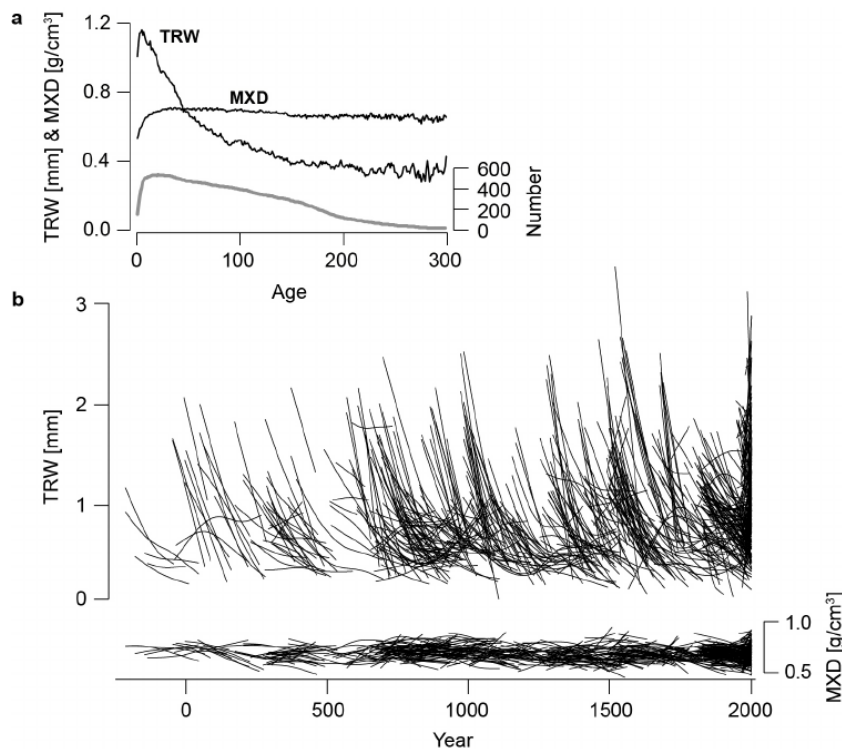 a
TRW [mm] & MXD [g/cm³]
1.2
0.8
0.4
0.0
TRW
MXD
600
400
200
0
Number
0 100 200 300
Age
b
TRW [mm]
3
2
1
0
1.0
0.5
MXD [g/cm³]
0 500 1000 1500 2000
Year